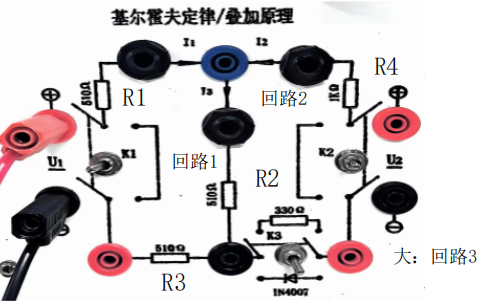 基尔霍夫定律/叠加原理
I₁
I₂
R4
510Ω
R1
I₃
回路2
1KΩ
U₁
K1
回路1
K2
U₂
510Ω
R2
330Ω
K3
510Ω
R3
1N4007
大：回路3